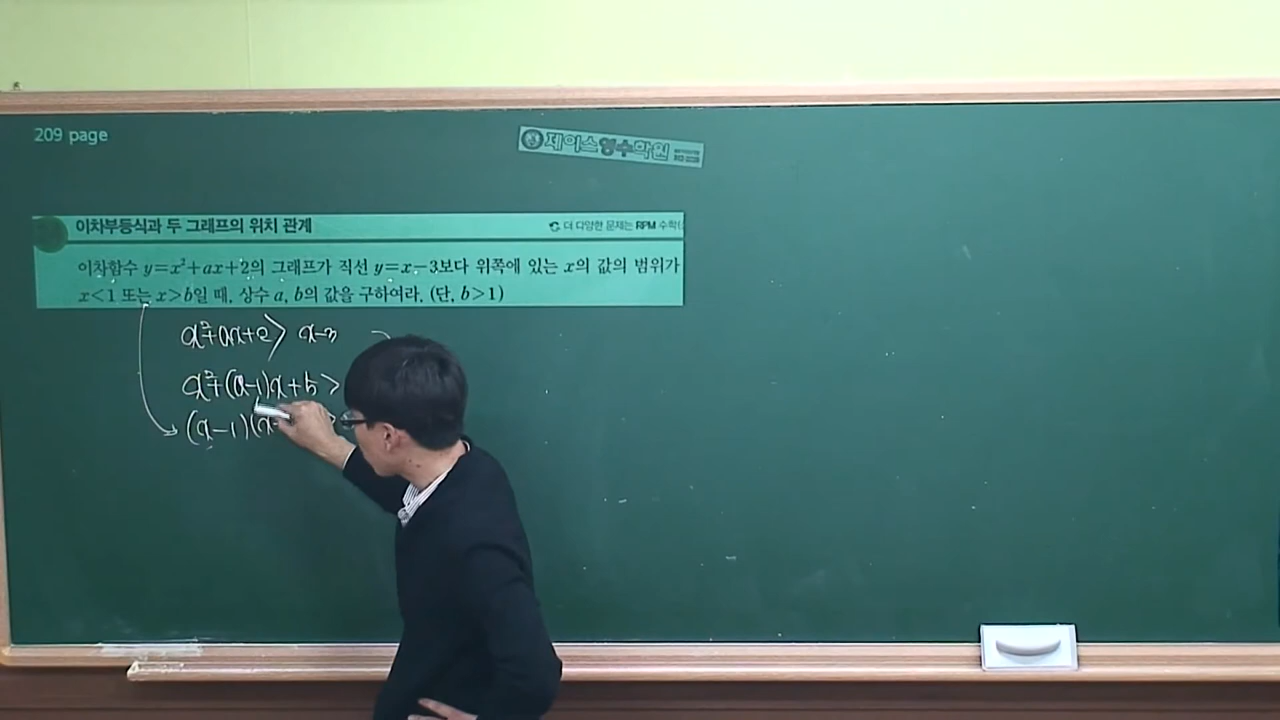 209 page
제이스영수학원
이차부등식과 두 그래프의 위치 관계
더 다양한 문제는 RPM 수학(
이차함수 y=x²+ax+2의 그래프가 직선 y=x-3보다 위쪽에 있는 x의 값의 범위가
x<1 또는 x>b일 때, 상수 a, b의 값을 구하여라. (단, b>1)
x²+ax+2> x-3
x²+(a-1)x+5>
(x-1)(x-